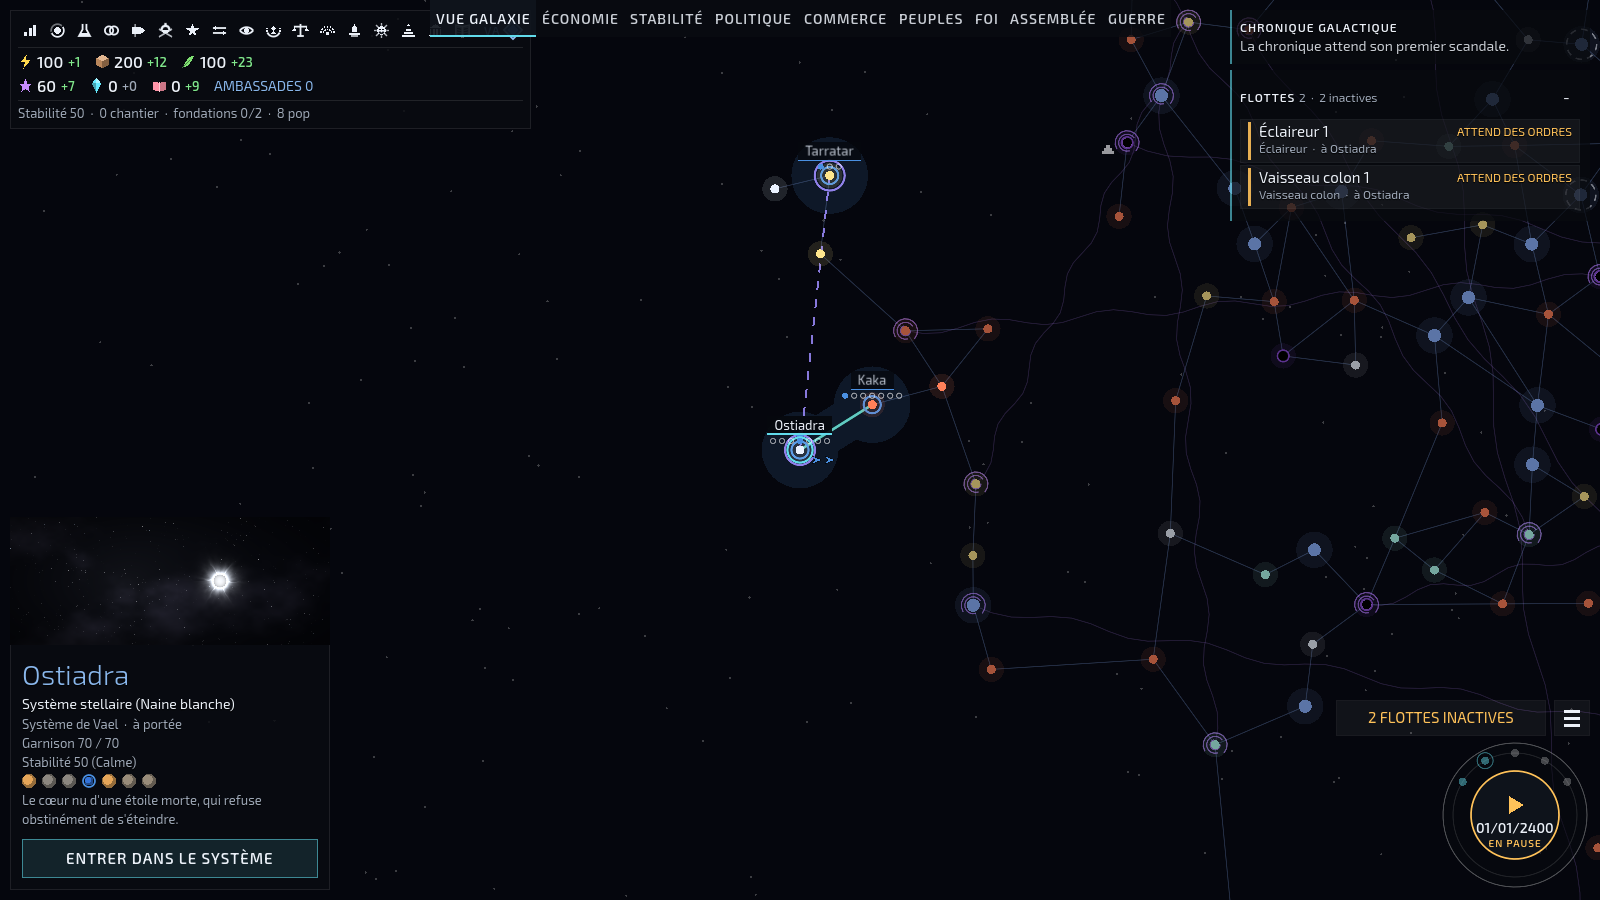 VUE GALAXIE ÉCONOMIE STABILITÉ POLITIQUE COMMERCE PEUPLES FOI ASSEMBLÉE GUERRE
100 +1 200 +12 100 +23
60 +7 0 +0 0 +9 AMBASSADES 0
Stabilité 50 · 0 chantier · fondations 0/2 · 8 pop
CHRONIQUE GALACTIQUE
La chronique attend son premier scandale.
FLOTTES 2 · 2 inactives -
Éclaireur 1 ATTEND DES ORDRES
Éclaireur · à Ostiadra
Vaisseau colon 1 ATTEND DES ORDRES
Vaisseau colon · à Ostiadra
Tarratar
Kaka
Ostiadra
Ostiadra
Système stellaire (Naine blanche)
Système de Vael · à portée
Garnison 70 / 70
Stabilité 50 (Calme)
Le cœur nu d'une étoile morte, qui refuse
obstinément de s'éteindre.
ENTRER DANS LE SYSTÈME
2 FLOTTES INACTIVES
01/01/2400
EN PAUSE